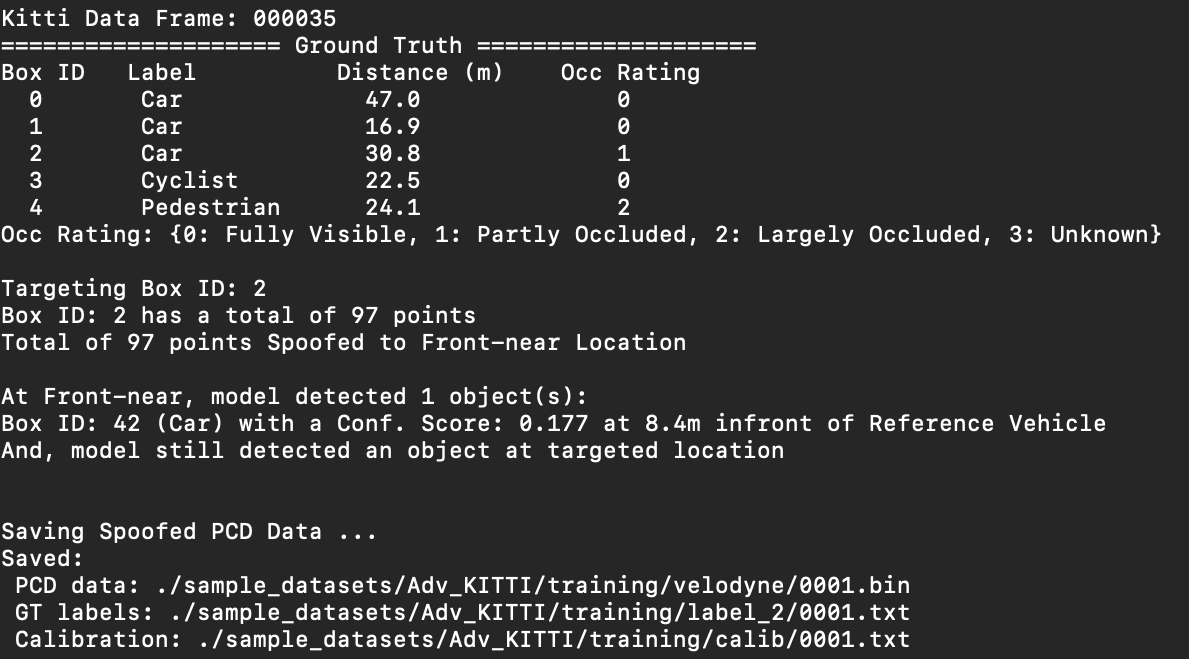 Kitti Data Frame: 000035
==================== Ground Truth ====================
Box ID   Label          Distance (m)    Occ Rating
  0       Car             47.0              0
  1       Car             16.9              0
  2       Car             30.8              1
  3       Cyclist         22.5              0
  4       Pedestrian      24.1              2
Occ Rating: {0: Fully Visible, 1: Partly Occluded, 2: Largely Occluded, 3: Unknown}
Targeting Box ID: 2
Box ID: 2 has a total of 97 points
Total of 97 points Spoofed to Front-near Location
At Front-near, model detected 1 object(s):
Box ID: 42 (Car) with a Conf. Score: 0.177 at 8.4m infront of Reference Vehicle
And, model still detected an object at targeted location
Saving Spoofed PCD Data ...
Saved:
 PCD data: ./sample_datasets/Adv_KITTI/training/velodyne/0001.bin
 GT labels: ./sample_datasets/Adv_KITTI/training/label_2/0001.txt
 Calibration: ./sample_datasets/Adv_KITTI/training/calib/0001.txt